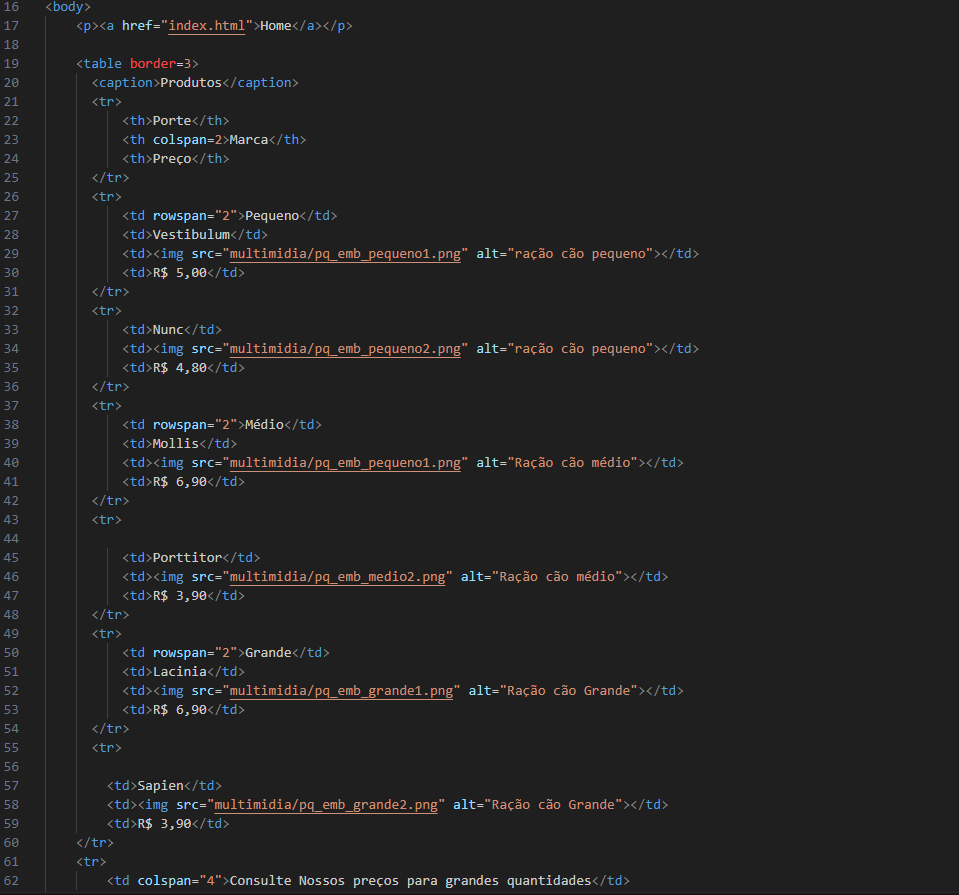 16 <body>
17 <p><a href="index.html">Home</a></p>
18
19 <table border=3>
20 <caption>Produtos</caption>
21 <tr>
22 <th>Porte</th>
23 <th colspan=2>Marca</th>
24 <th>Preço</th>
25 </tr>
26 <tr>
27 <td rowspan="2">Pequeno</td>
28 <td>Vestibulum</td>
29 <td><img src="multimidia/pq_emb_pequeno1.png" alt="ração cão pequeno"></td>
30 <td>R$ 5,00</td>
31 </tr>
32 <tr>
33 <td>Nunc</td>
34 <td><img src="multimidia/pq_emb_pequeno2.png" alt="ração cão pequeno"></td>
35 <td>R$ 4,80</td>
36 </tr>
37 <tr>
38 <td rowspan="2">Médio</td>
39 <td>Mollis</td>
40 <td><img src="multimidia/pq_emb_pequeno1.png" alt="Ração cão médio"></td>
41 <td>R$ 6,90</td>
42 </tr>
43 <tr>
44
45 <td>Porttitor</td>
46 <td><img src="multimidia/pq_emb_medio2.png" alt="Ração cão médio"></td>
47 <td>R$ 3,90</td>
48 </tr>
49 <tr>
50 <td rowspan="2">Grande</td>
51 <td>Lacinia</td>
52 <td><img src="multimidia/pq_emb_grande1.png" alt="Ração cão Grande"></td>
53 <td>R$ 6,90</td>
54 </tr>
55 <tr>
56
57 <td>Sapien</td>
58 <td><img src="multimidia/pq_emb_grande2.png" alt="Ração cão Grande"></td>
59 <td>R$ 3,90</td>
60 </tr>
61 <tr>
62 <td colspan="4">Consulte Nossos preços para grandes quantidades</td>